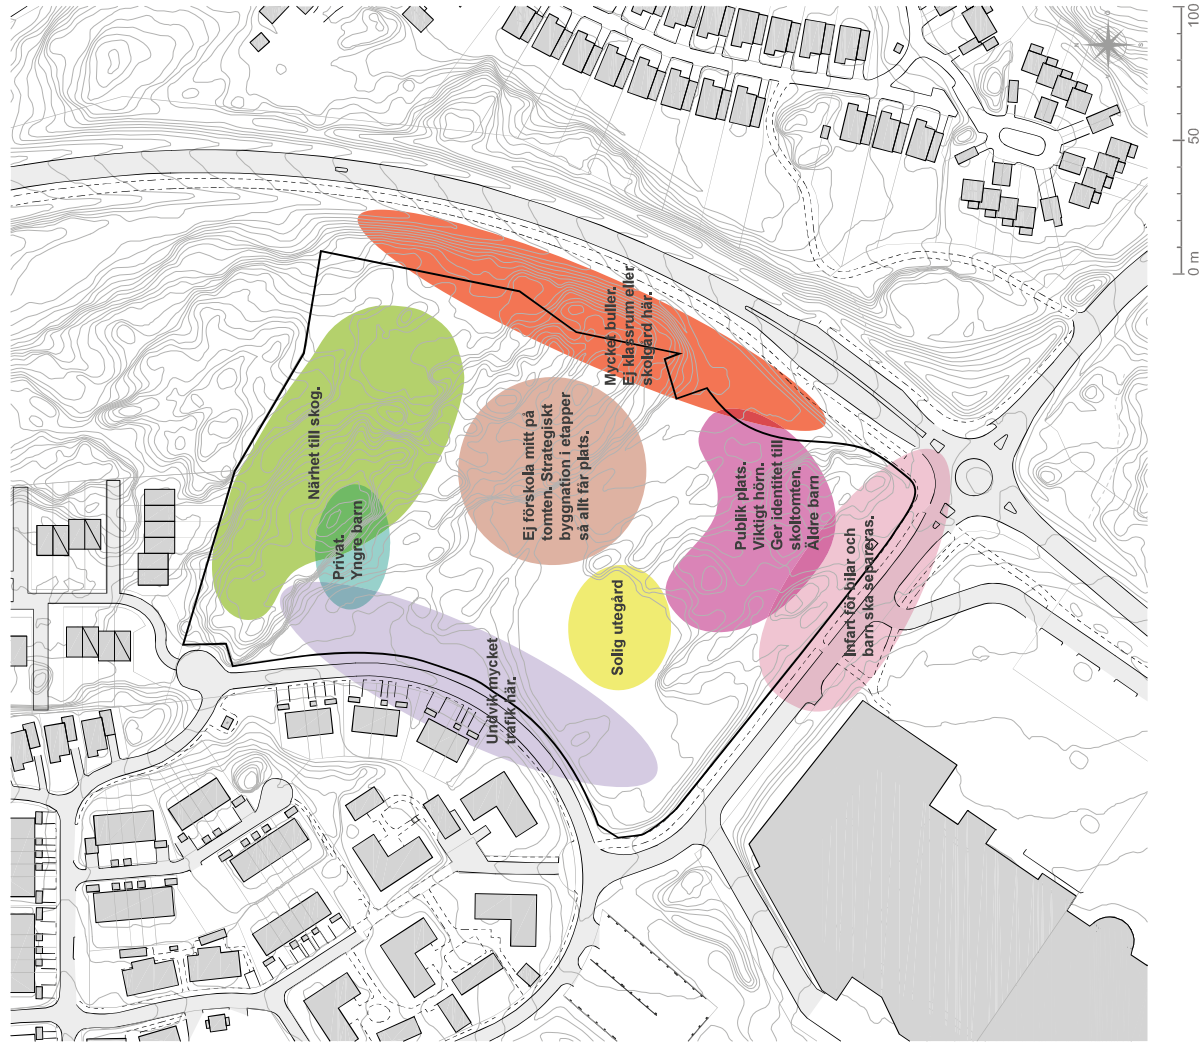 Närhet till skog.
Privat.
Yngre barn
Undvik mycket
trafik här.
Ej förskola mitt på
tomten. Strategiskt
byggnation i etapper
så allt får plats.
Mycket buller.
Ej klassrum eller
skolgård här.
Solig utegård
Publik plats.
Viktigt hörn.
Ger identitet till
skoltomten.
Äldre barn
Infart för bilar och
barn ska separeras.
0 m
50
100